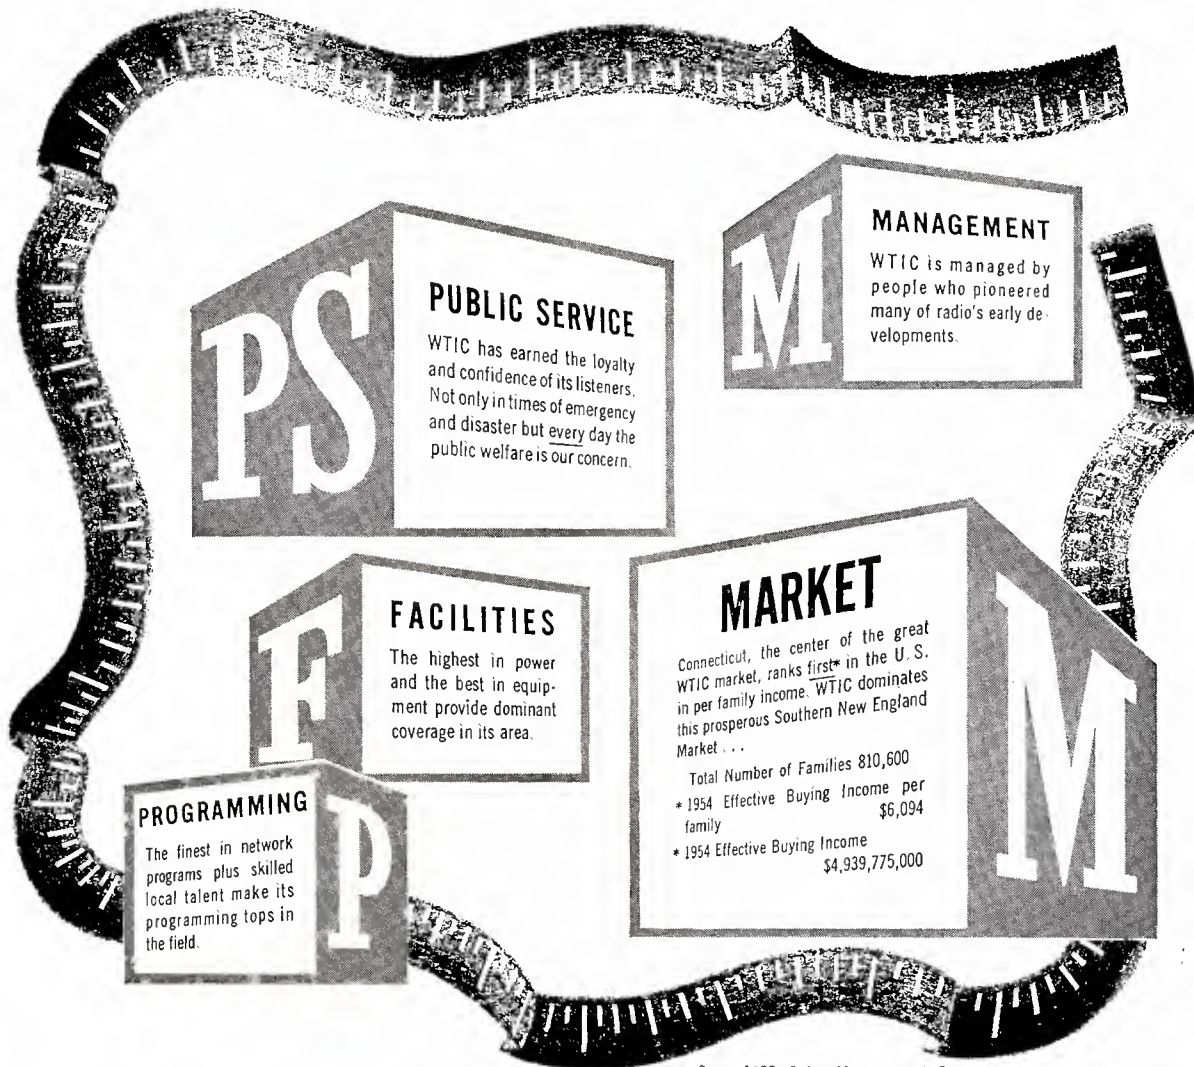 PS
PUBLIC SERVICE
WTIC has earned the loyalty
and confidence of its listeners.
Not only in times of emergency
and disaster but every day the
public welfare is our concern.
M
MANAGEMENT
WTIC is managed by
people who pioneered
many of radio's early de-
velopments.
F
FACILITIES
The highest in power
and the best in equip-
ment provide dominant
coverage in its area.
MARKET
Connecticut, the center of the great
WTIC market, ranks first* in the U. S.
in per family income. WTIC dominates
this prosperous Southern New England
Market . . .
Total Number of Families 810,600
* 1954 Effective Buying Income per
family $6,094
* 1954 Effective Buying Income
$4,939,775,000
M
PROGRAMMING
The finest in network
programs plus skilled
local talent make its
programming tops in
the field.
P